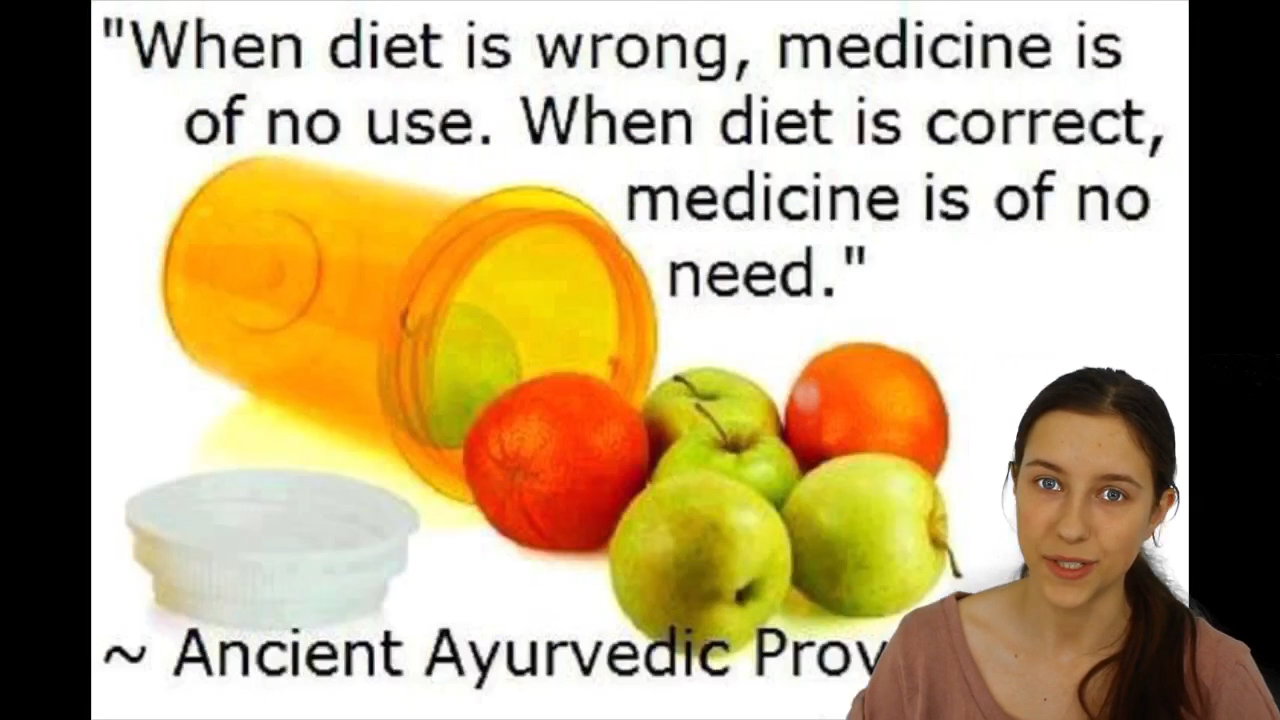 "When diet is wrong, medicine is
of no use. When diet is correct,
medicine is of no
need."
~ Ancient Ayurvedic